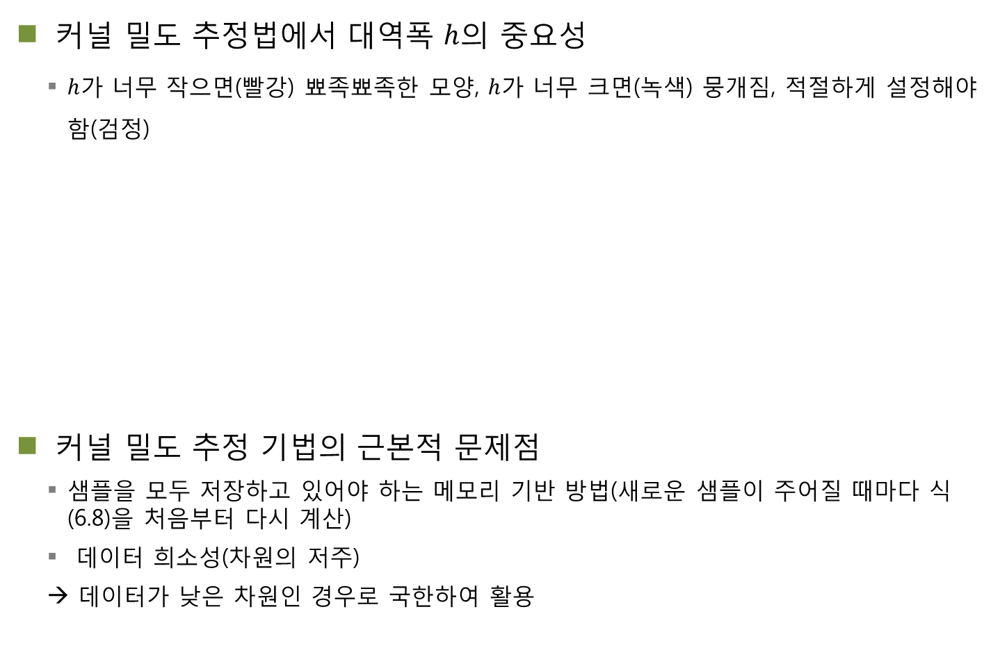 ■ 커널 밀도 추정법에서 대역폭 h의 중요성
▪ h가 너무 작으면(빨강) 뾰족뾰족한 모양, h가 너무 크면(녹색) 뭉개짐, 적절하게 설정해야
함(검정)
■ 커널 밀도 추정 기법의 근본적 문제점
▪ 샘플을 모두 저장하고 있어야 하는 메모리 기반 방법(새로운 샘플이 주어질 때마다 식
(6.8)을 처음부터 다시 계산)
▪ 데이터 희소성(차원의 저주)
→ 데이터가 낮은 차원인 경우로 국한하여 활용